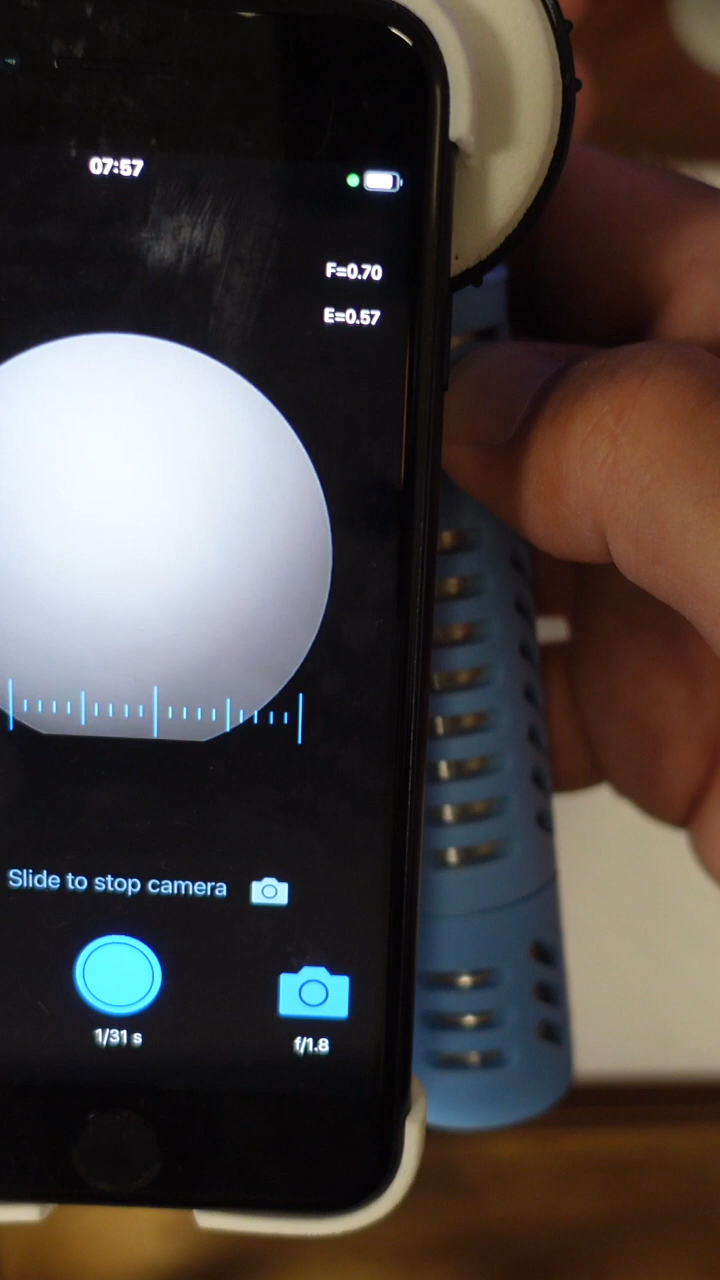 07:57
F=0.70
E=0.57
Slide to stop camera
1/31 s
f/1.8